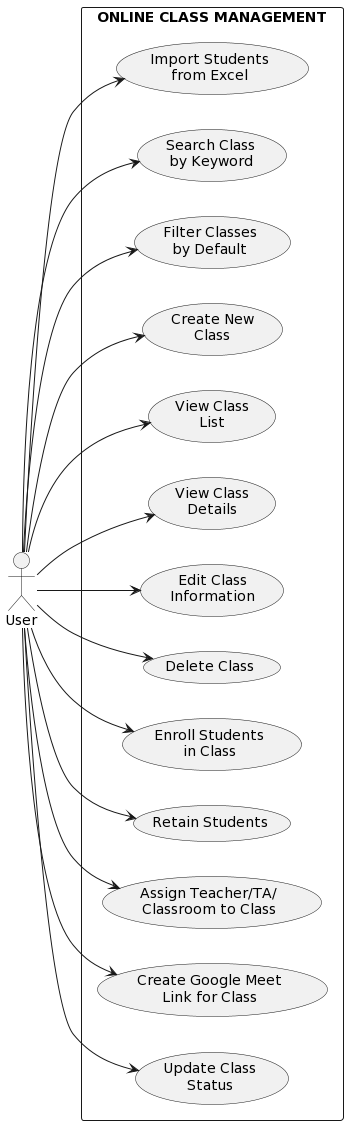 ONLINE CLASS MANAGEMENT
Import Students
from Excel
Search Class
by Keyword
Filter Classes
by Default
Create New
Class
View Class
List
View Class
Details
User
Edit Class
Information
Delete Class
Enroll Students
in Class
Retain Students
Assign Teacher/TA/
Classroom to Class
Create Google Meet
Link for Class
Update Class
Status